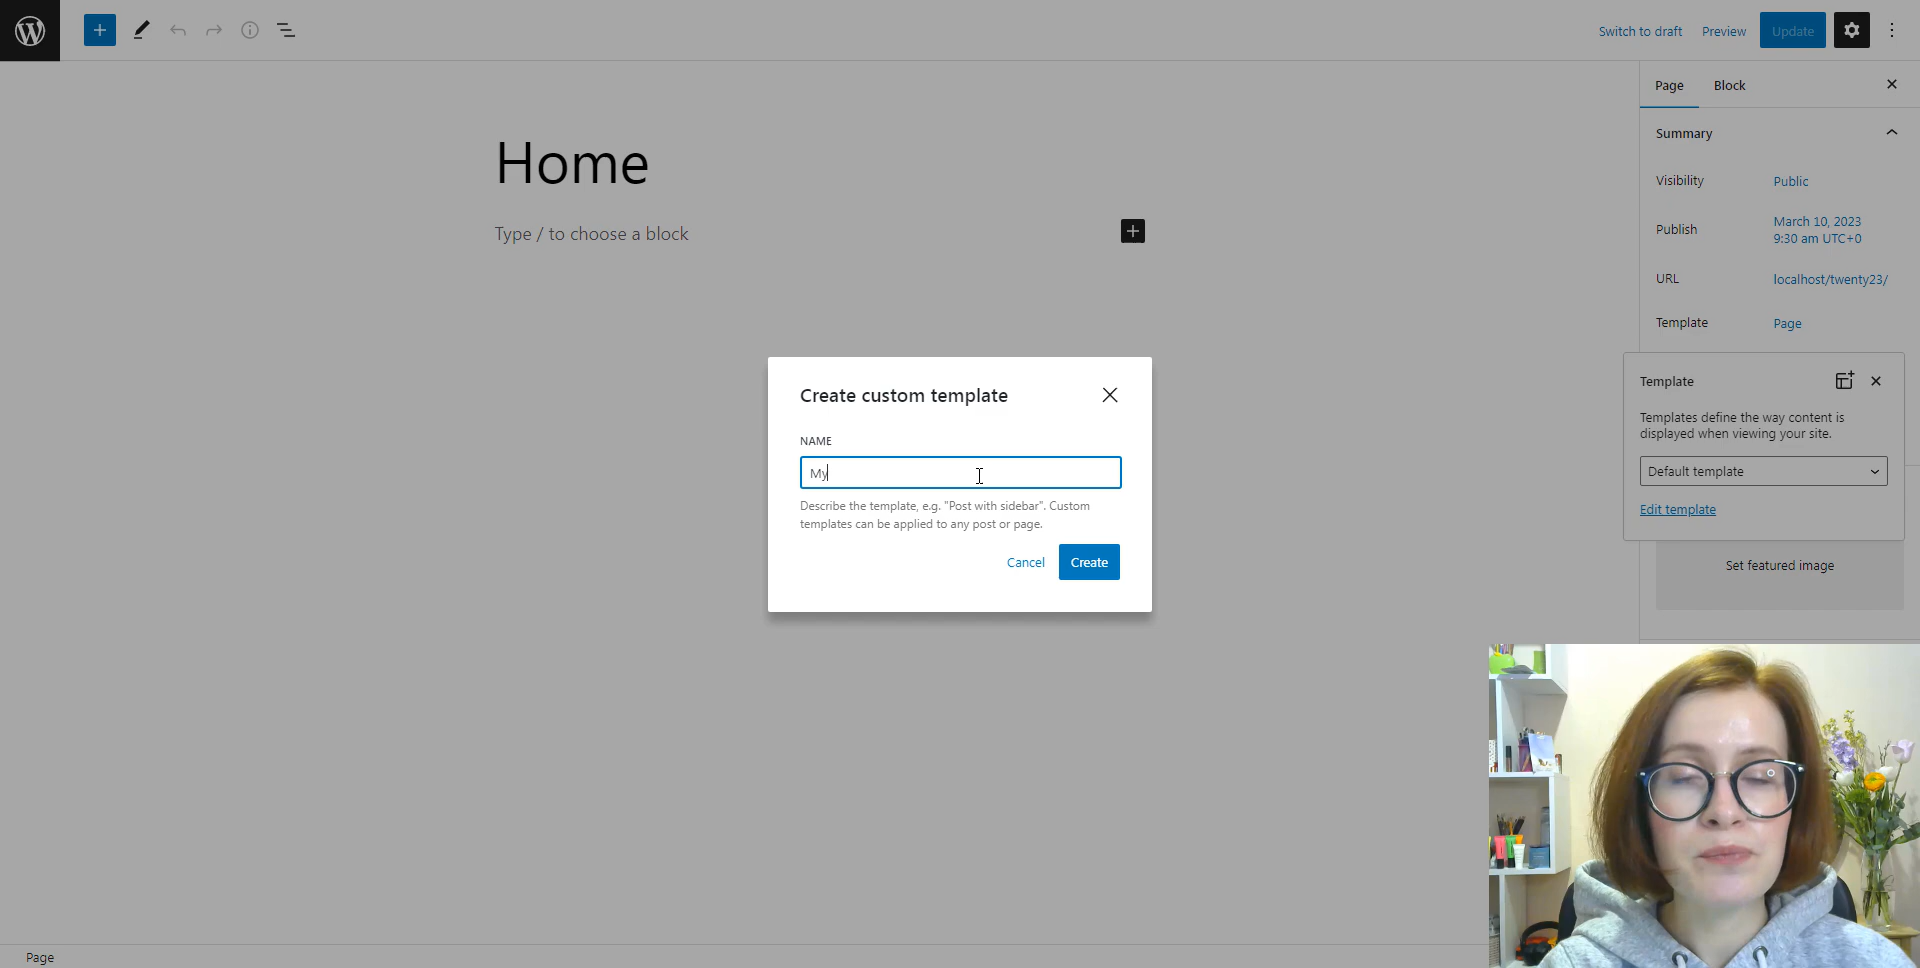 Switch to draft
Preview
Update
Page
Block
Summary
Visibility
Public
Publish
March 10, 2023
9:30 am UTC+0
URL
localhost/twenty23/
Template
Page
Home
Type / to choose a block
Create custom template
NAME
My
Describe the template, e.g. "Post with sidebar". Custom
templates can be applied to any post or page.
Cancel
Create
Template
Templates define the way content is
displayed when viewing your site.
Default template
Edit template
Set featured image
Page